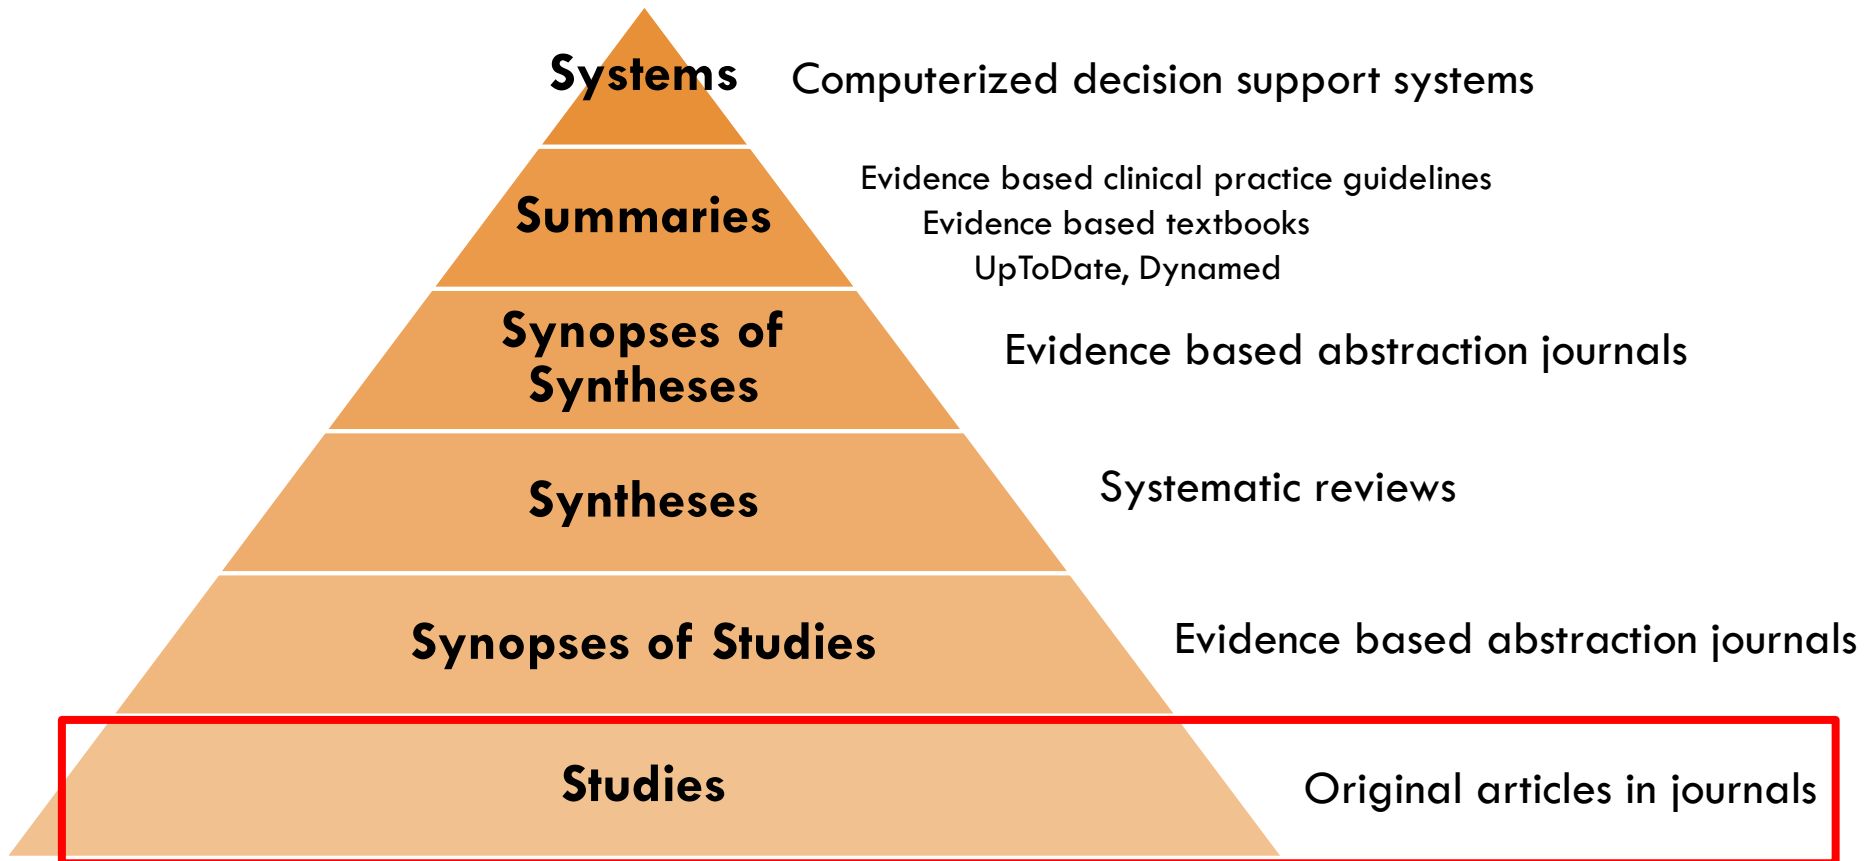 Systems
Computerized decision support systems
Summaries
Evidence based clinical practice guidelines
Evidence based textbooks
UpToDate, Dynamed
Synopses of
Syntheses
Evidence based abstraction journals
Syntheses
Systematic reviews
Synopses of Studies
Evidence based abstraction journals
Studies
Original articles in journals